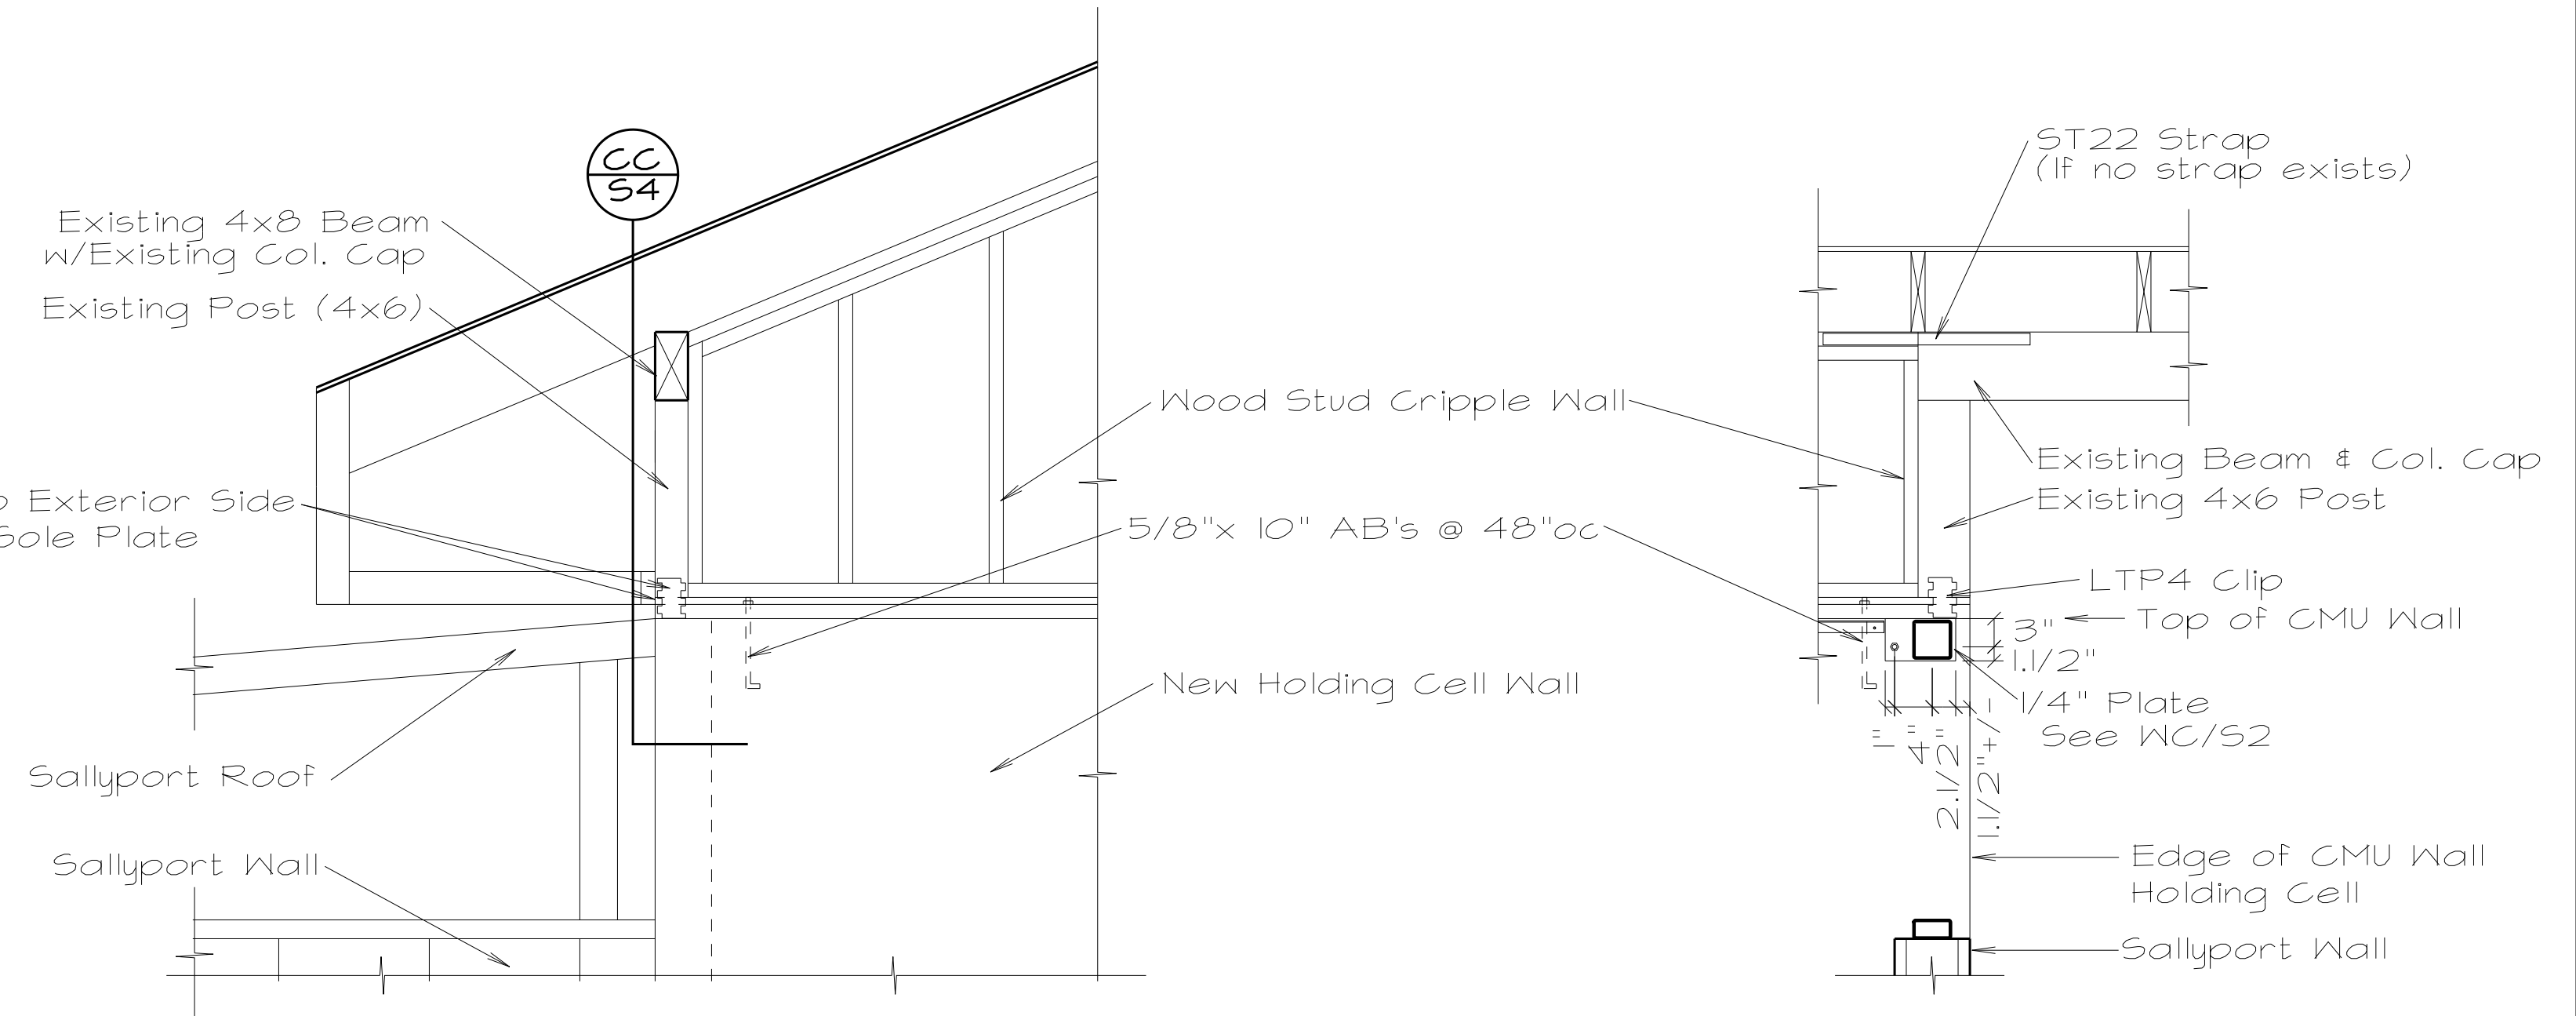 CC
S4
Existing 4x8 Beam
w/Existing Col. Cap
Existing Post (4x6)
Exterior Side
Sole Plate
Sallyport Roof
Sallyport Wall
Wood Stud Cripple Wall
5/8"x 10" AB's @ 48"oc
New Holding Cell Wall
ST22 Strap
(If no strap exists)
Existing Beam & Col. Cap
Existing 4x6 Post
LTP4 Clip
Top of CMU Wall
3"
1.1/2"
1/4" Plate
See WC/S2
1"
4"
2.1/2"
1.1/2"+/-
Edge of CMU Wall
Holding Cell
Sallyport Wall